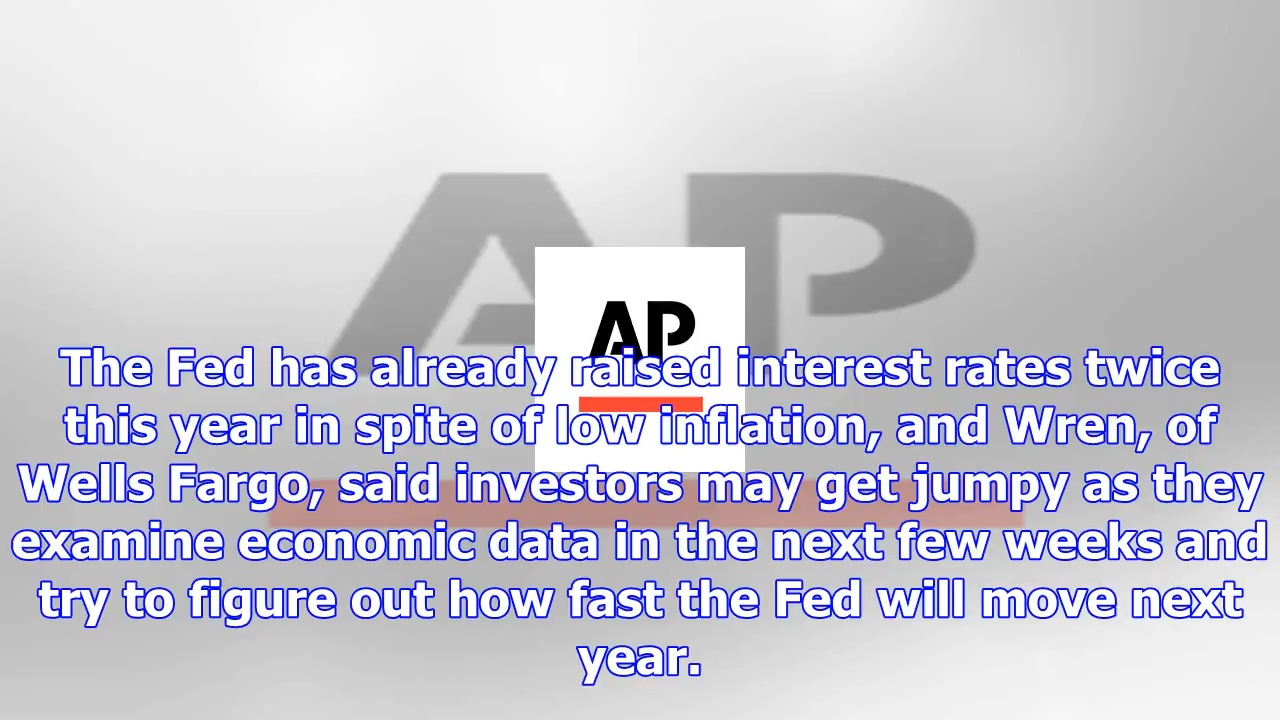 AP
AP
The Fed has already raised interest rates twice
this year in spite of low inflation, and Wren, of
Wells Fargo, said investors may get jumpy as they
examine economic data in the next few weeks and
try to figure out how fast the Fed will move next
year.